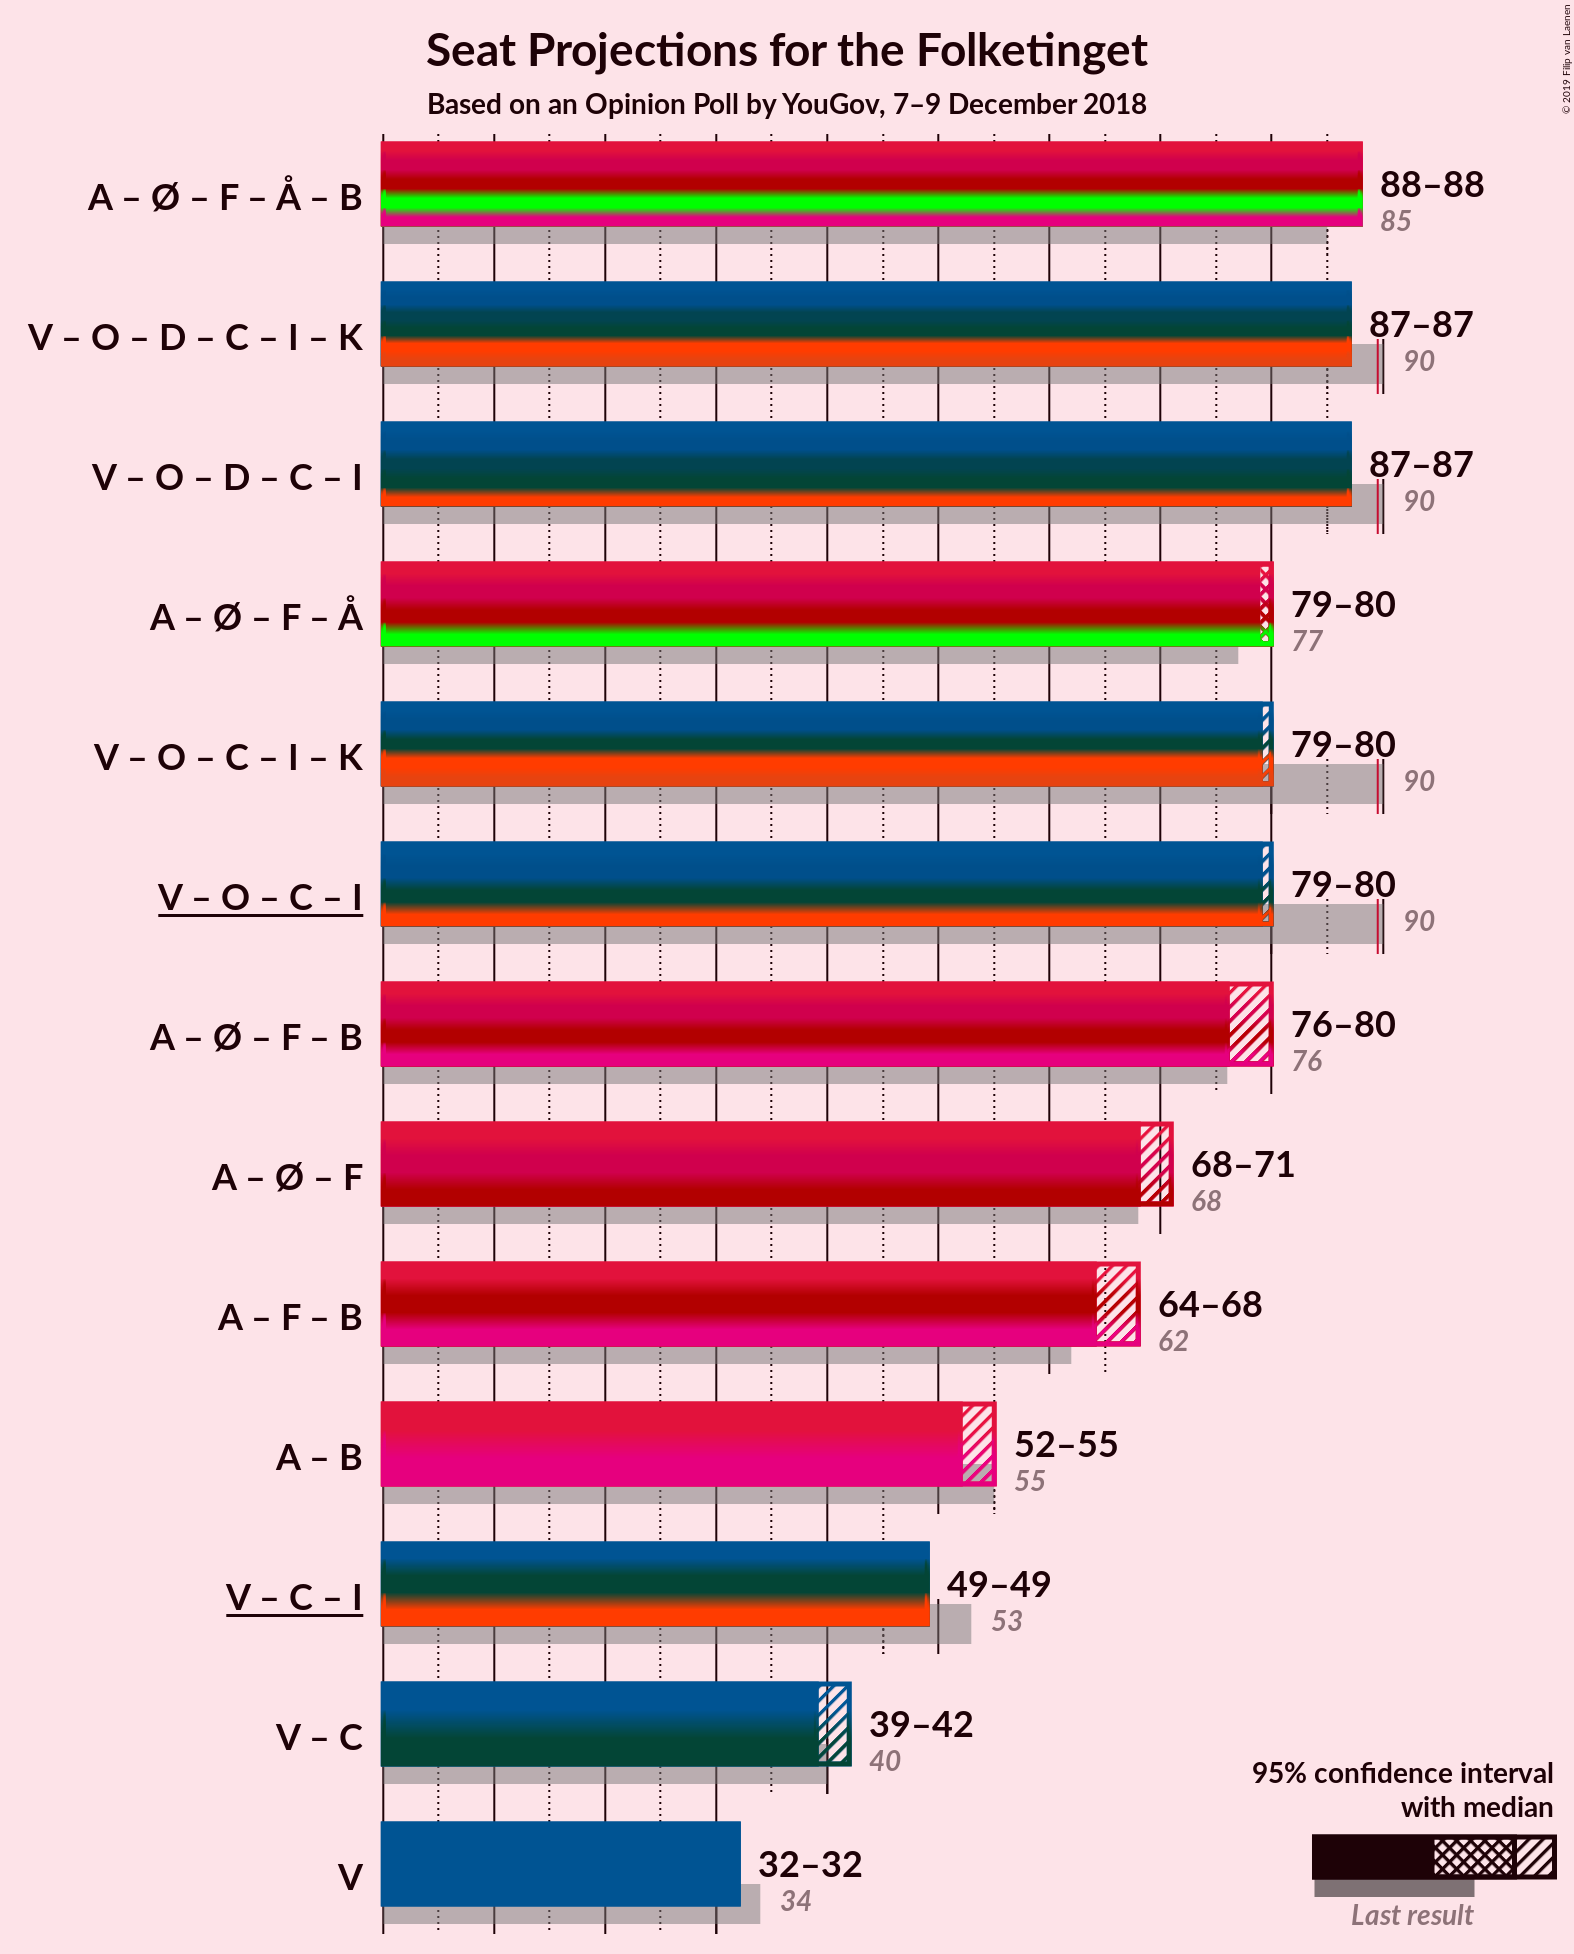 Seat Projections for the Folketinget
Based on an Opinion Poll by YouGov, 7–9 December 2018
© 2019 Filip van Laenen
A – Ø – F – Å – B
88–88
85
V – O – D – C – I – K
87–87
90
V – O – D – C – I
87–87
90
A – Ø – F – Å
79–80
77
V – O – C – I – K
79–80
90
V – O – C – I
79–80
90
A – Ø – F – B
76–80
76
A – Ø – F
68–71
68
A – F – B
64–68
62
A – B
52–55
55
V – C – I
49–49
53
V – C
39–42
40
V
32–32
34
95% confidence interval
with median
Last result